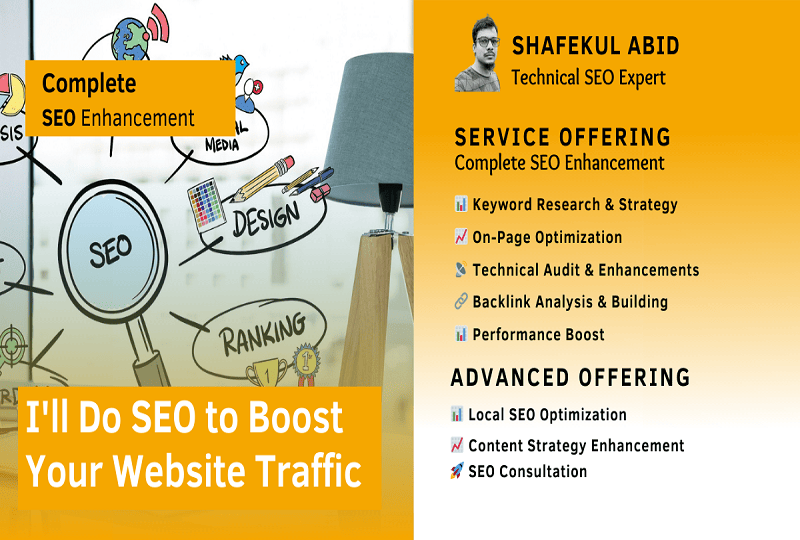 Complete
SEO Enhancement
SIS
MEDIA
DESIGN
SEO
RANKING
1
I'll Do SEO to Boost
Your Website Traffic
SHAFEKUL ABID
Technical SEO Expert
SERVICE OFFERING
Complete SEO Enhancement
Keyword Research & Strategy
On-Page Optimization
Technical Audit & Enhancements
Backlink Analysis & Building
Performance Boost
ADVANCED OFFERING
Local SEO Optimization
Content Strategy Enhancement
SEO Consultation